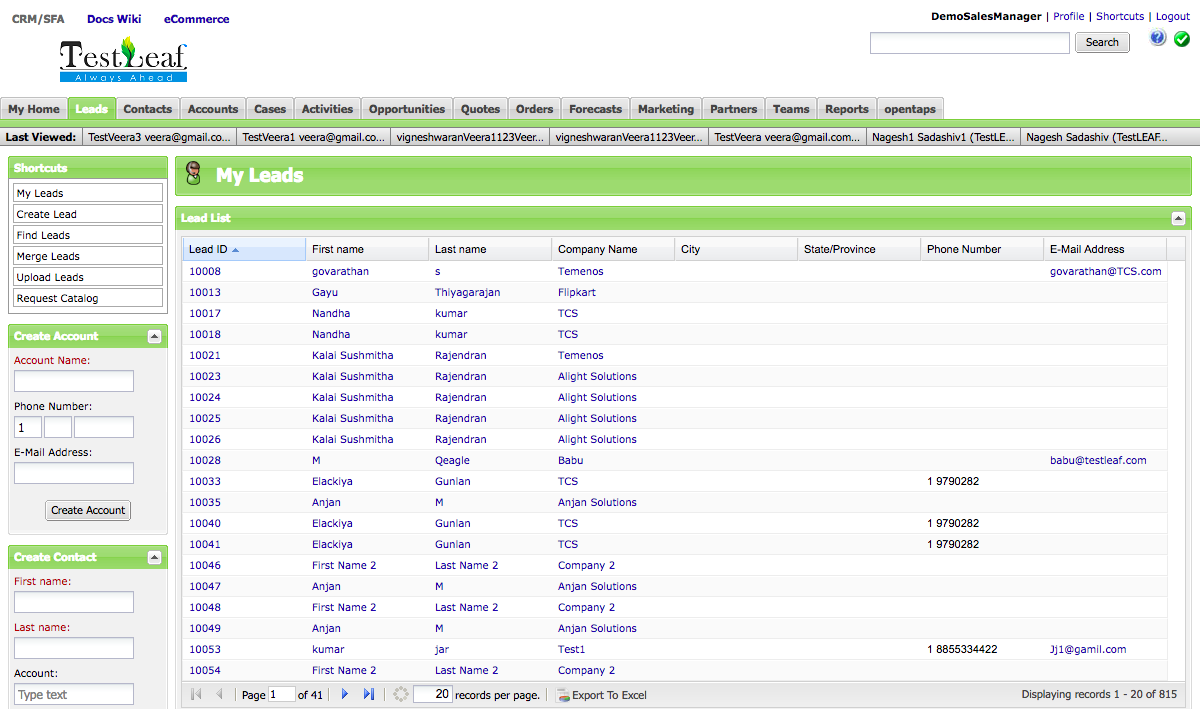 CRM/SFA Docs Wiki eCommerce
DemoSalesManager | Profile | Shortcuts | Logout
TestLeaf
Always Ahead
Search
My Home Leads Contacts Accounts Cases Activities Opportunities Quotes Orders Forecasts Marketing Partners Teams Reports opentaps
Last Viewed: TestVeera3 veera@gmail.co... TestVeera1 veera@gmail.co... vigneshwaranVeera1123Veer... vigneshwaranVeera1123Veer... TestVeera veera@gmail.com... Nagesh1 Sadashiv1 (TestLE... Nagesh Sadashiv (TestLEAF...
Shortcuts
My Leads
Create Lead
Find Leads
Merge Leads
Upload Leads
Request Catalog
Create Account
Account Name:
Phone Number:
1
E-Mail Address:
Create Account
Create Contact
First name:
Last name:
Account:
Type text
My Leads
Lead List
Lead ID First name Last name Company Name City State/Province Phone Number E-Mail Address
10008 govarathan s Temenos govarathan@TCS.com
10013 Gayu Thiyagarajan Flipkart
10017 Nandha kumar TCS
10018 Nandha kumar TCS
10021 Kalai Sushmitha Rajendran Temenos
10023 Kalai Sushmitha Rajendran Alight Solutions
10024 Kalai Sushmitha Rajendran Alight Solutions
10025 Kalai Sushmitha Rajendran Alight Solutions
10026 Kalai Sushmitha Rajendran Alight Solutions
10028 M Qeagle Babu babu@testleaf.com
10033 Elackiya Gunlan TCS 1 9790282
10035 Anjan M Anjan Solutions
10040 Elackiya Gunlan TCS 1 9790282
10041 Elackiya Gunlan TCS 1 9790282
10046 First Name 2 Last Name 2 Company 2
10047 Anjan M Anjan Solutions
10048 First Name 2 Last Name 2 Company 2
10049 Anjan M Anjan Solutions
10053 kumar jar Test1 1 8855334422 Jj1@gamil.com
10054 First Name 2 Last Name 2 Company 2
Page 1 of 41 20 records per page. Export To Excel Displaying records 1 - 20 of 815